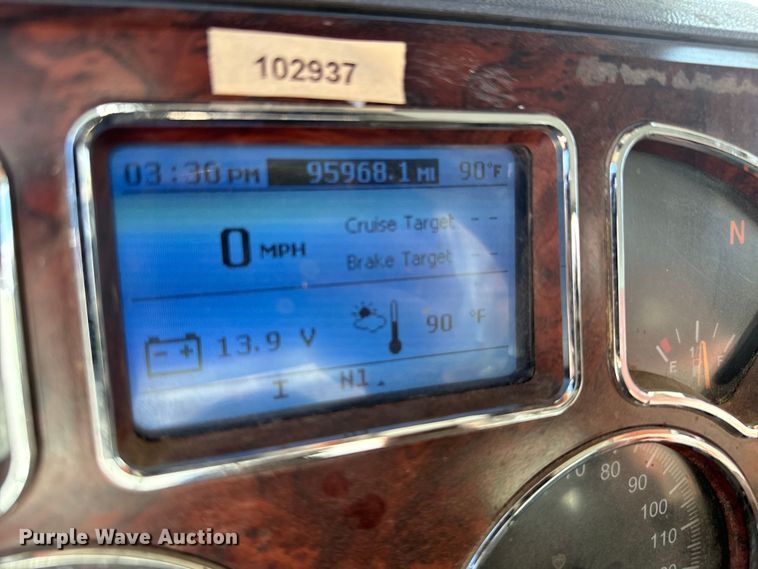 102937
03:30 PM 95968.1 MI 90°F
0 MPH
Cruise Target - -
Brake Target - -
- + 13.9 V
90 °F
I N1.
N
E
70 80
90
100
110
Purple Wave Auction